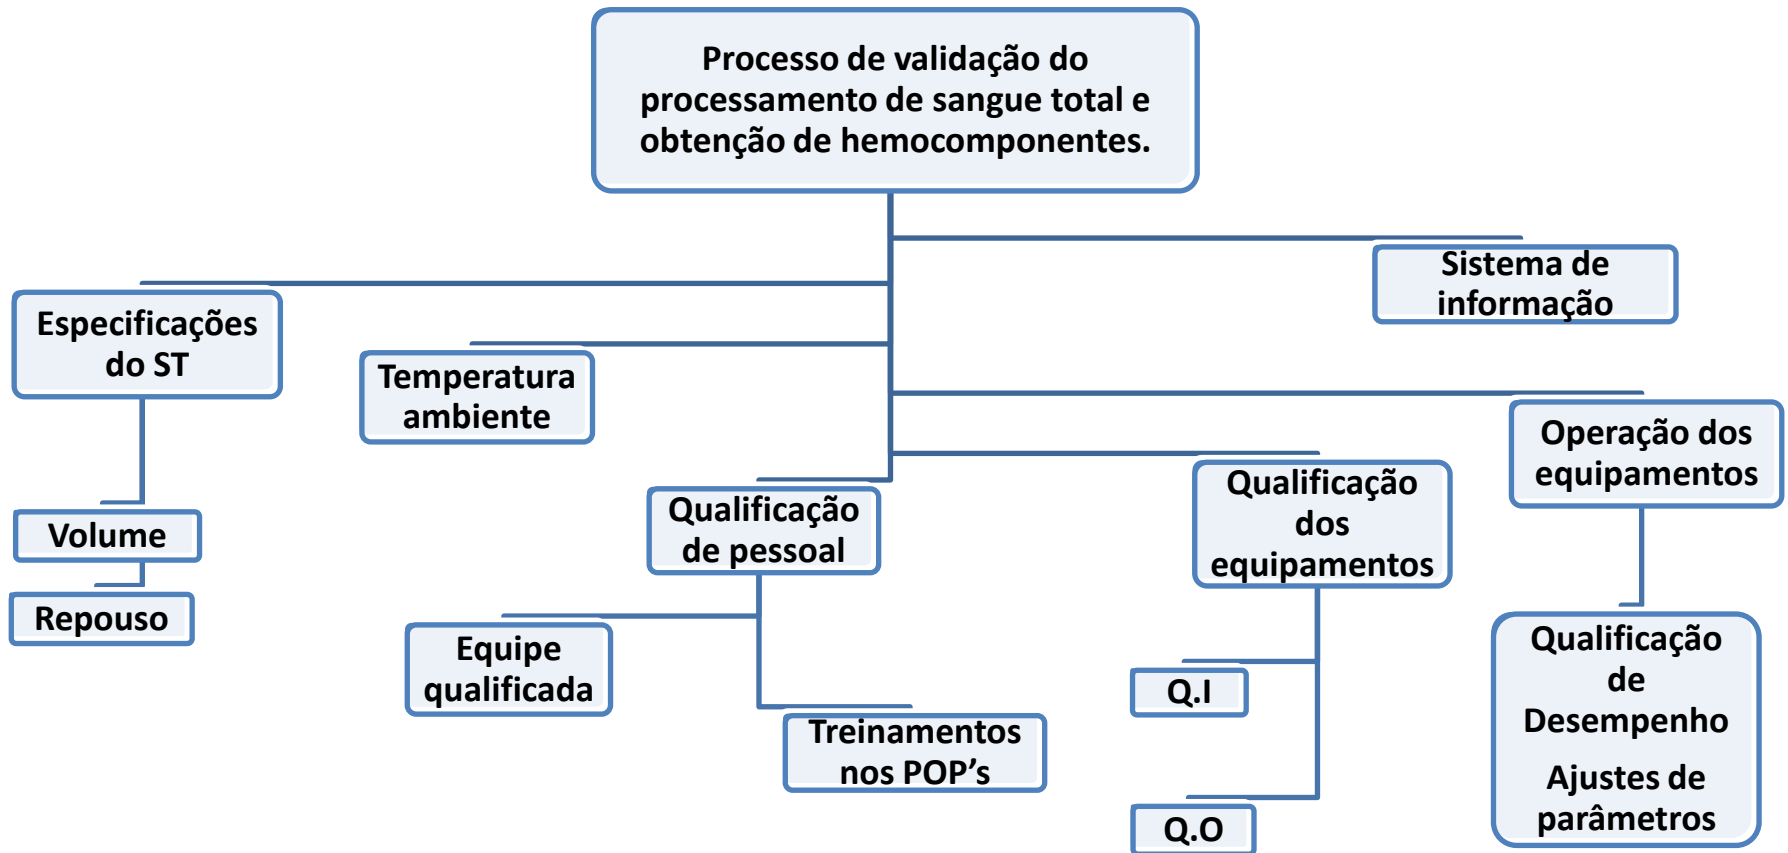 Processo de validação do
processamento de sangue total e
obtenção de hemocomponentes.
Sistema de
informação
Especificações
do ST
Temperatura
ambiente
Operação dos
equipamentos
Qualificação
de pessoal
Qualificação
dos
equipamentos
Volume
Repouso
Equipe
qualificada
Treinamentos
nos POP’s
Q.I
Q.O
Qualificação
de
Desempenho
Ajustes de
parâmetros